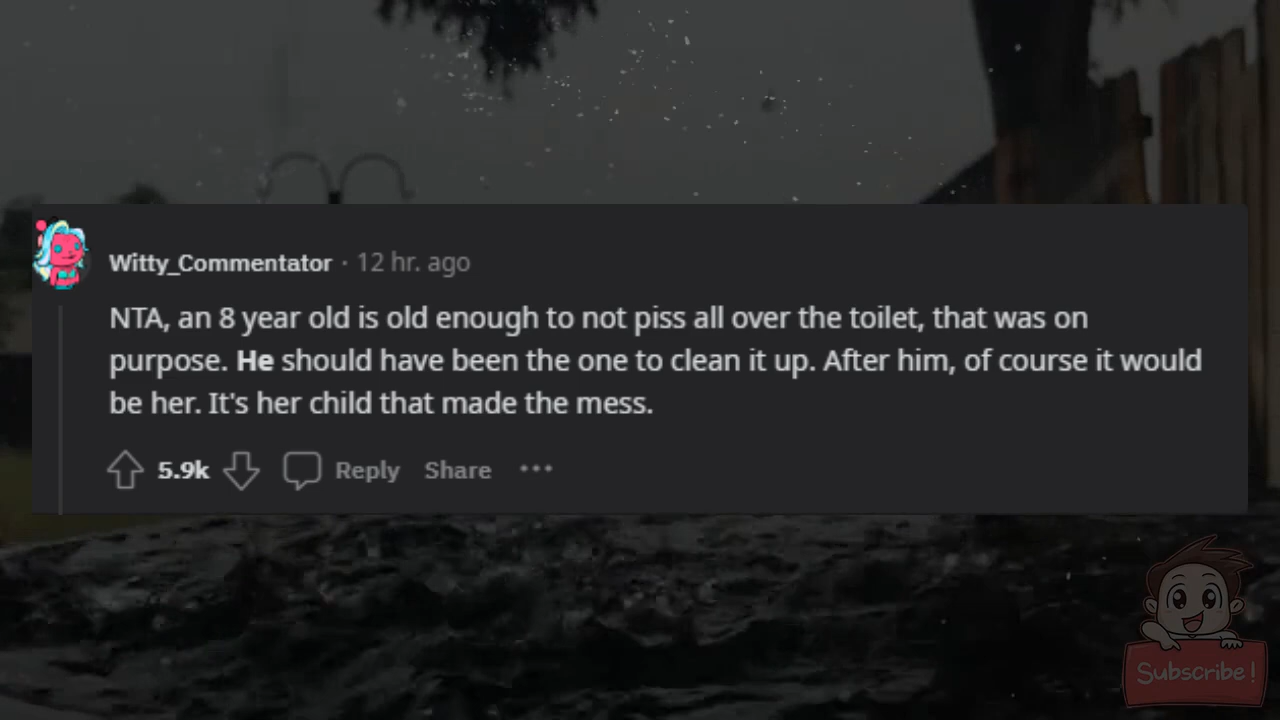 Witty_Commentator · 12 hr. ago
NTA, an 8 year old is old enough to not piss all over the toilet, that was on
purpose. He should have been the one to clean it up. After him, of course it would
be her. It's her child that made the mess.
5.9k Reply Share ···
Subscribe!